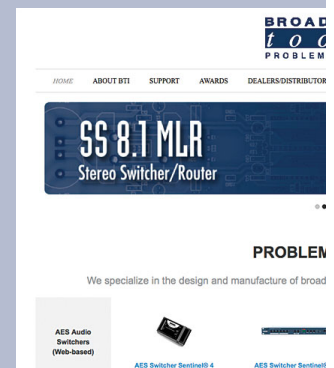 BROAD
too
PROBLEM
HOME ABOUT BTI SUPPORT AWARDS DEALERS/DISTRIBUTOR
SS 8.1 MLR
Stereo Switcher/Router
PROBLEM
We specialize in the design and manufacture of broad
AES Audio
Switchers
(Web-based)
AES Switcher Sentinel® 4 AES Switcher Sentinel®